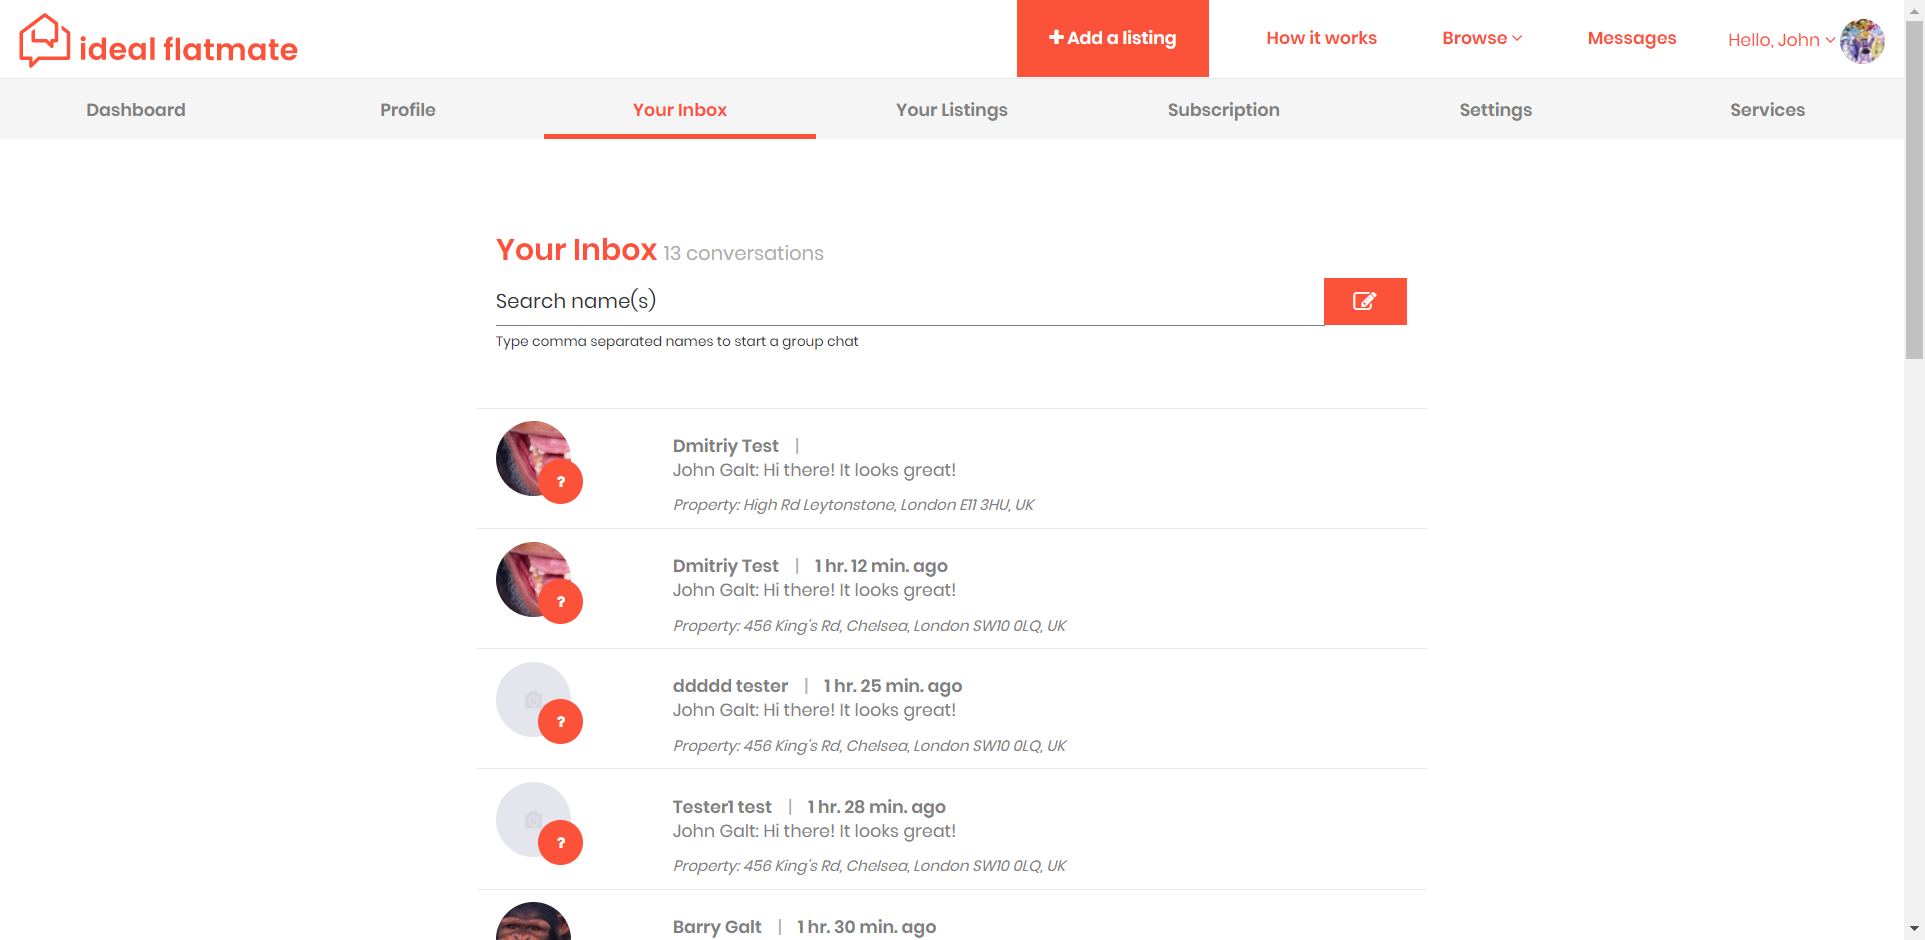 ideal flatmate
Add a listing
How it works
Browse
Messages
Hello, John
Dashboard
Profile
Your Inbox
Your Listings
Subscription
Settings
Services
Your Inbox 13 conversations
Search name(s)
Type comma separated names to start a group chat
?
Dmitriy Test |
John Galt: Hi there! It looks great!
Property: High Rd Leytonstone, London E11 3HU, UK
?
Dmitriy Test | 1 hr. 12 min. ago
John Galt: Hi there! It looks great!
Property: 456 King's Rd, Chelsea, London SW10 0LQ, UK
?
ddddd tester | 1 hr. 25 min. ago
John Galt: Hi there! It looks great!
Property: 456 King's Rd, Chelsea, London SW10 0LQ, UK
?
Tester1 test | 1 hr. 28 min. ago
John Galt: Hi there! It looks great!
Property: 456 King's Rd, Chelsea, London SW10 0LQ, UK
Barry Galt | 1 hr. 30 min. ago